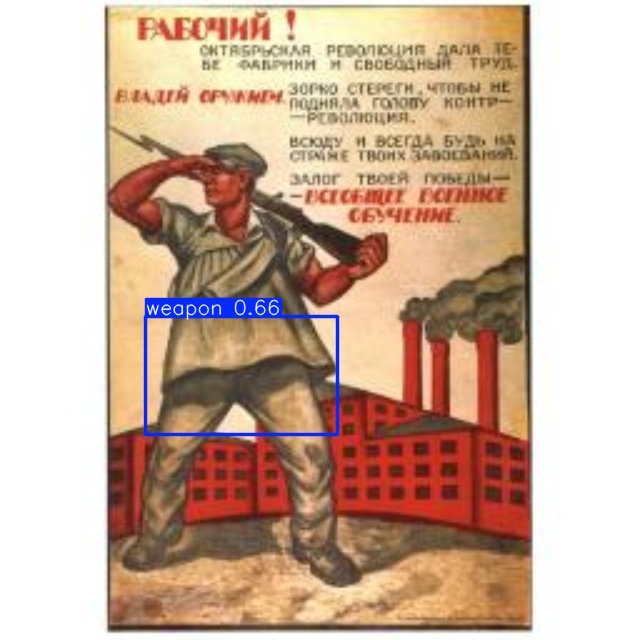 РАБОЧИЙ !
ОКТЯБРЬСКАЯ РЕВОЛЮЦИЯ ДАЛА ТЕ-
БЕ ФАБРИКИ И СВОБОДНЫЙ ТРУД.
ВЛАДЕЙ ОРУЖИЕМ.
ЗОРКО СТЕРЕГИ, ЧТОБЫ НЕ
ПОДНЯЛА ГОЛОВУ КОНТР-
-РЕВОЛЮЦИЯ.
ВСЮДУ И ВСЕГДА БУДЬ НА
СТРАЖЕ ТВОИХ ЗАВОЕВАНИЙ.
ЗАЛОГ ТВОЕЙ ПОБЕДЫ—
-ВСЕОБЩЕЕ ВОЕННОЕ
ОБУЧЕНИЕ.
weapon 0.66